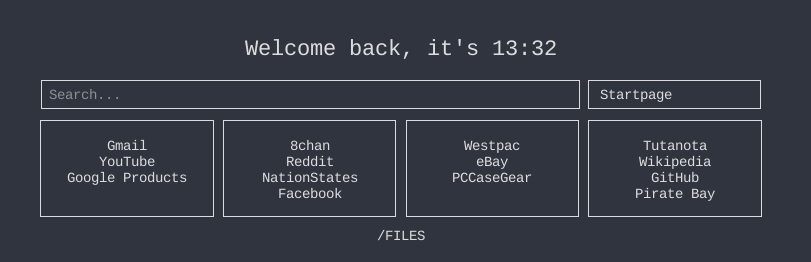 Welcome back, it's 13:32
Search...
Startpage
Gmail
YouTube
Google Products
8chan
Reddit
NationStates
Facebook
Westpac
eBay
PCCaseGear
Tutanota
Wikipedia
GitHub
Pirate Bay
/FILES